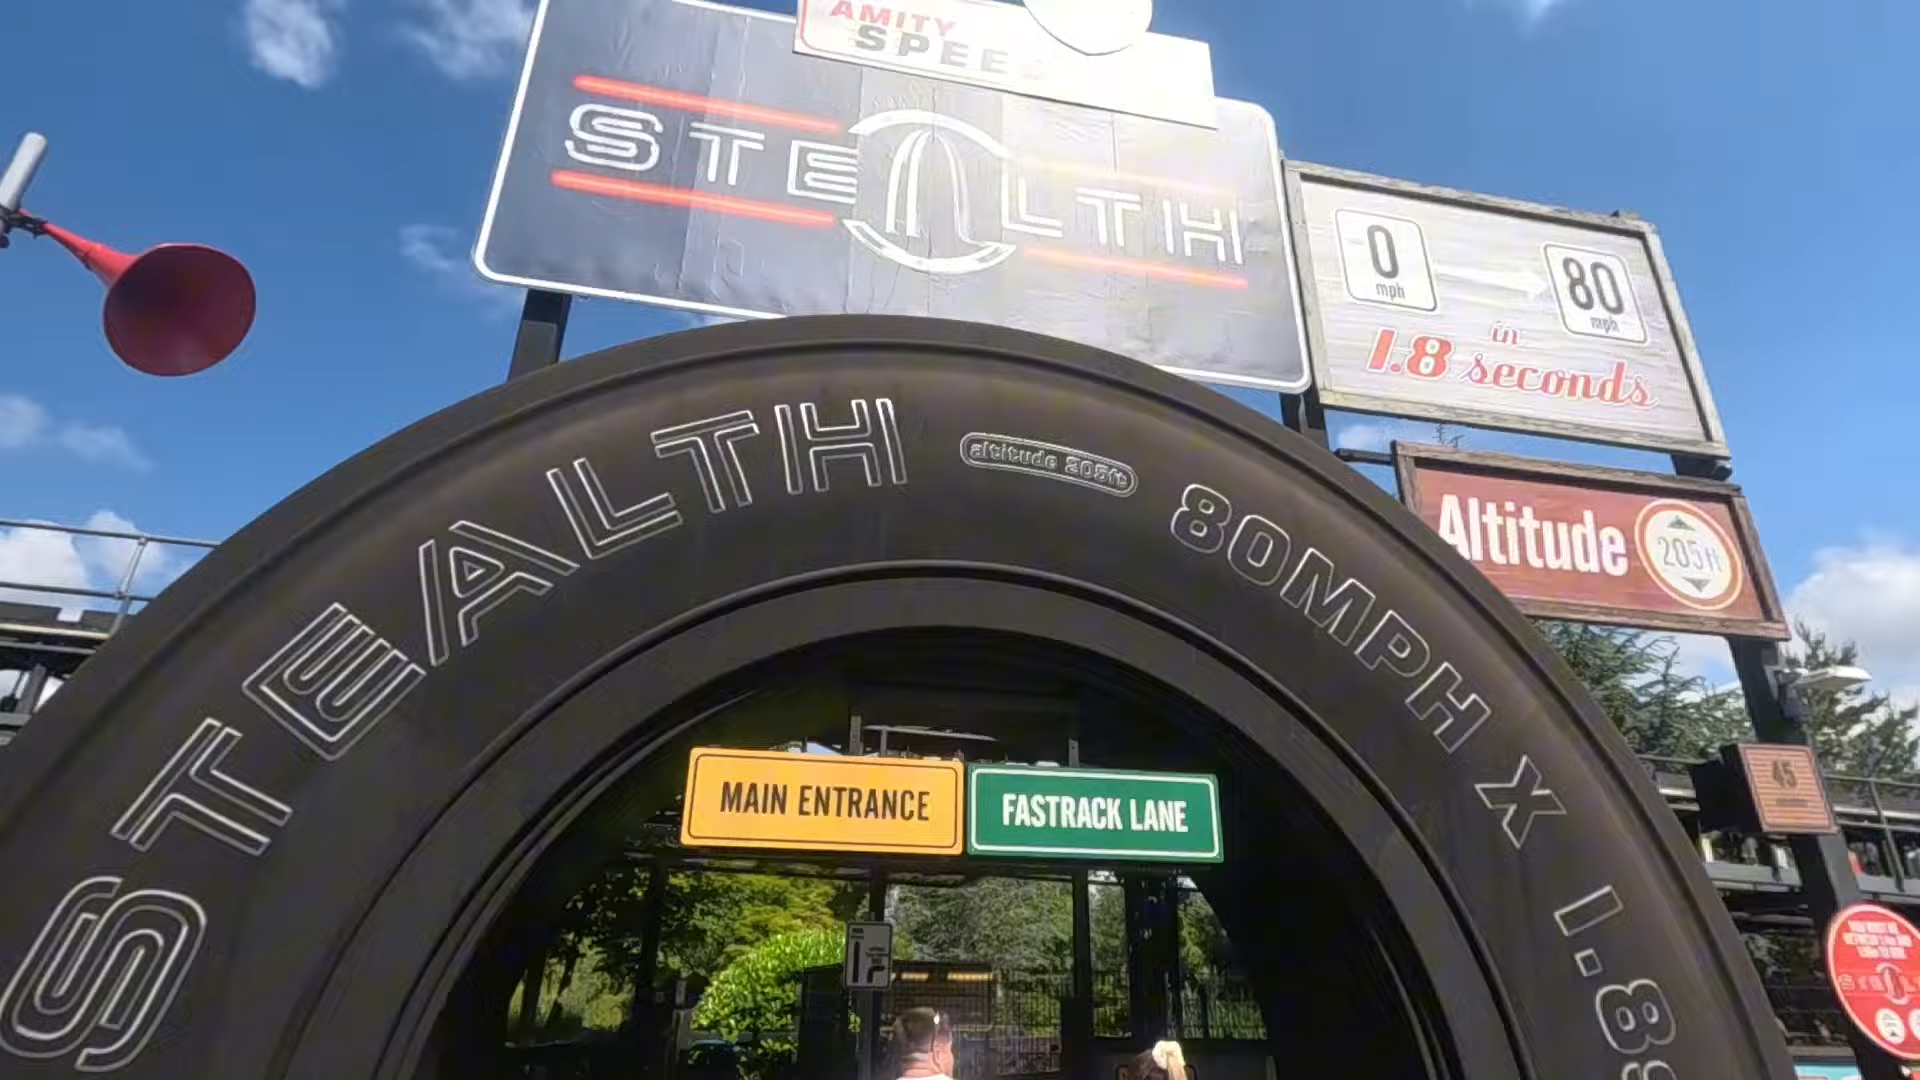 AMITY
SPEE
STEALTH
0
mph
80
mph
in
1.8 seconds
Altitude 205ft
STEALTH altitude 205ft 80MPH X 1.8
MAIN ENTRANCE
FASTRACK LANE
45